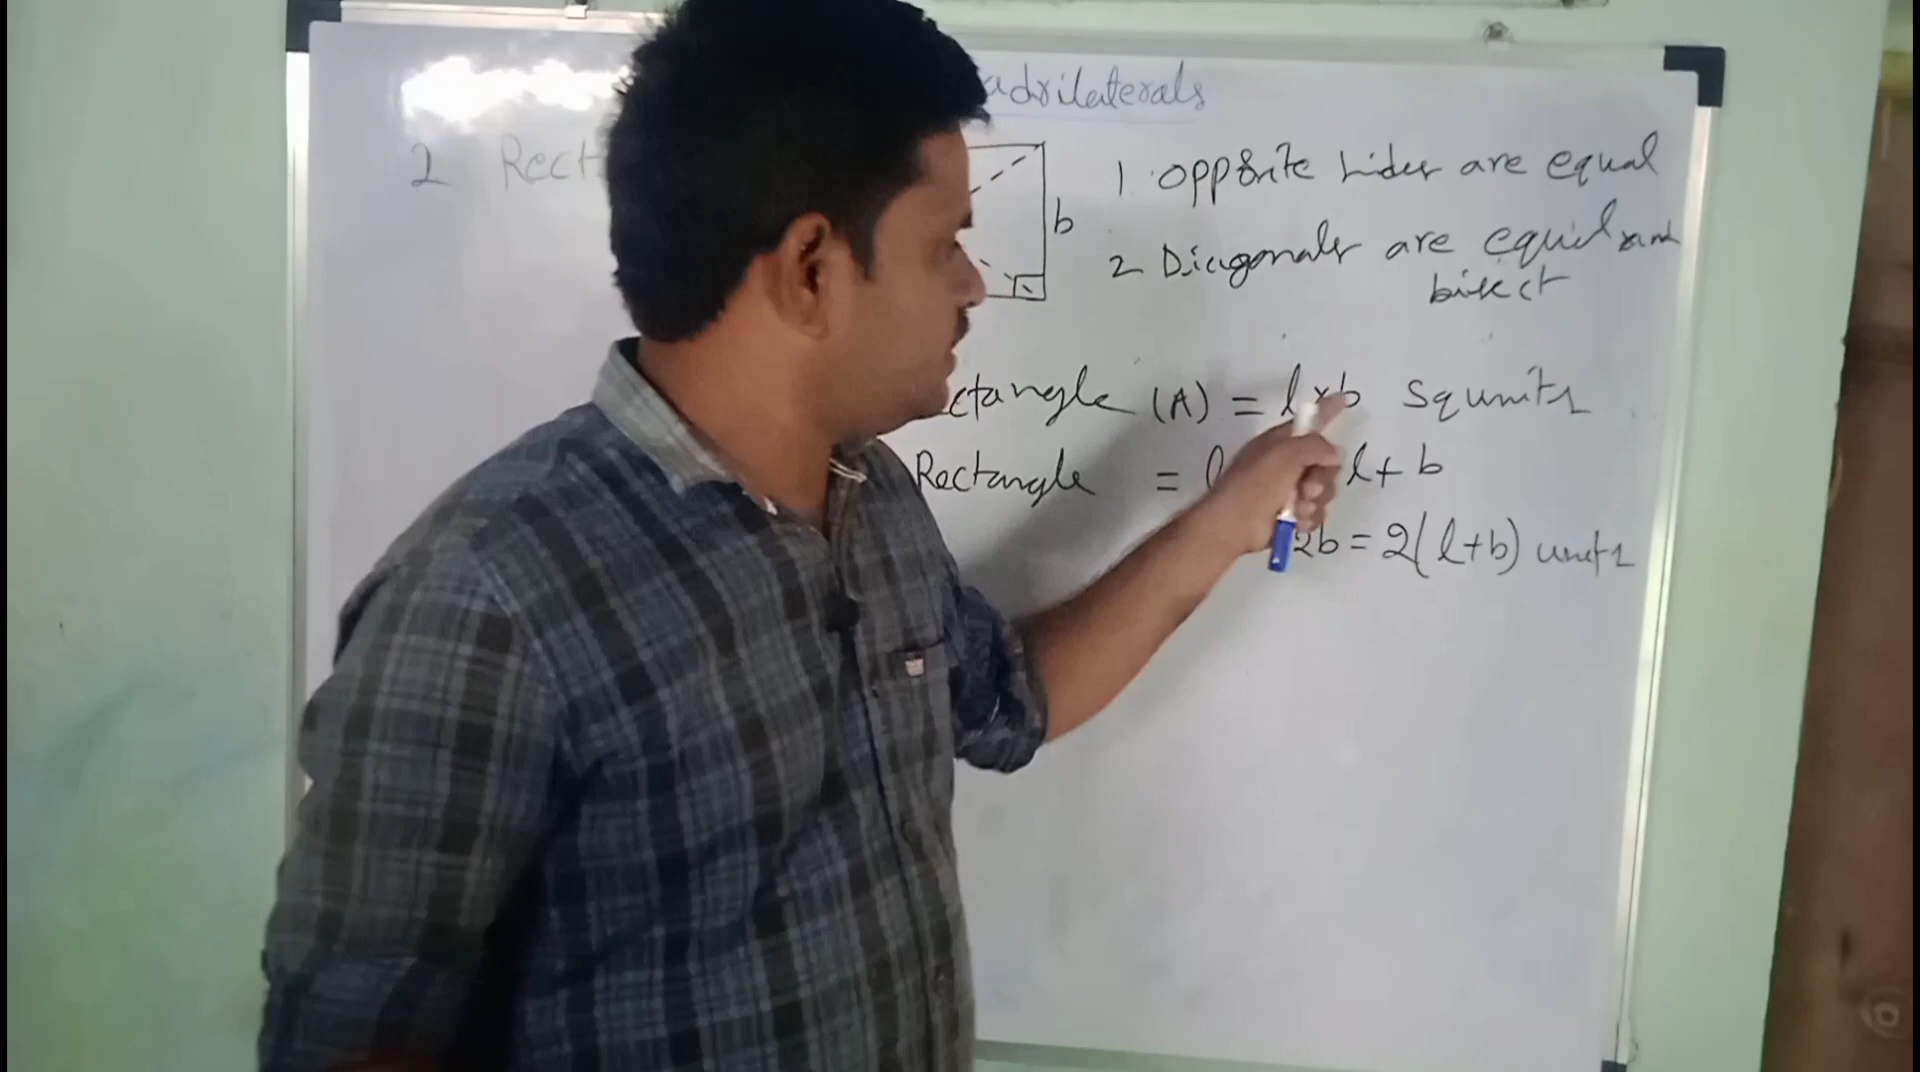 adrilaterals
2 Rect
b
1. Opposite sides are equal
2 Diagonals are equal and
bisect
ctangle (A) = l×b sq units
Rectangle = l l + b
2b = 2(l+b) units